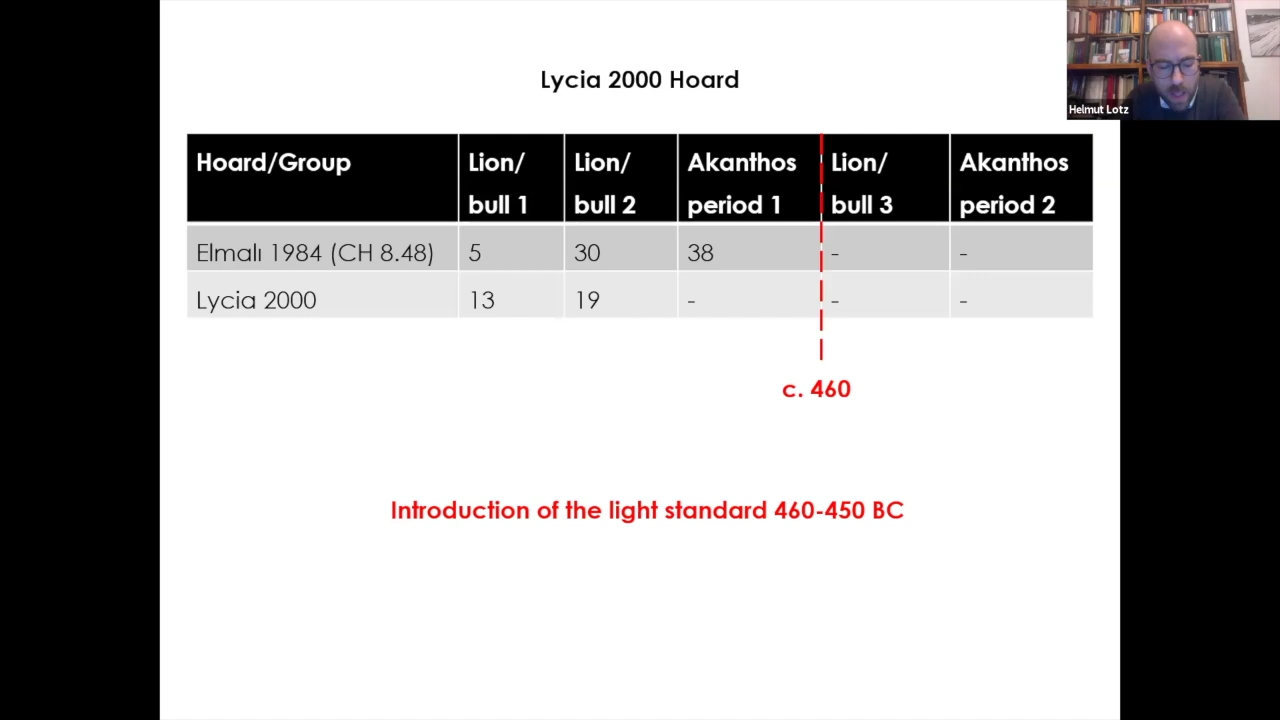 Lycia 2000 Hoard
Helmut Lotz
Hoard/Group Lion/ bull 1 Lion/ bull 2 Akanthos period 1 Lion/ bull 3 Akanthos period 2
Elmalı 1984 (CH 8.48) 5 30 38 - -
Lycia 2000 13 19 - - -
c. 460
Introduction of the light standard 460-450 BC